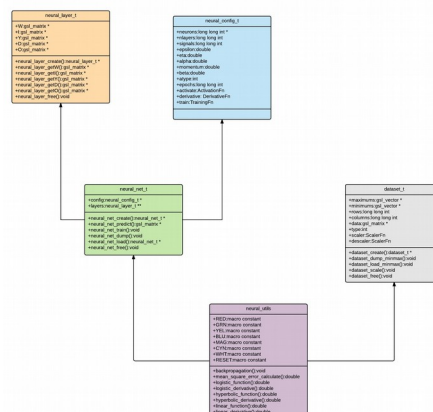 neural_layer_t
+W:gsl_matrix *
+I:gsl_matrix *
+Y:gsl_matrix *
+D:gsl_matrix *
+O:gsl_matrix *
+neural_layer_create():neural_layer_t *
+neural_layer_getW():gsl_matrix *
+neural_layer_getI():gsl_matrix *
+neural_layer_getY():gsl_matrix *
+neural_layer_getD():gsl_matrix *
+neural_layer_getO():gsl_matrix *
+neural_layer_free():void
neural_config_t
+neurons:long long int *
+nlayers:long long int
+signals:long long int
+epsilon:double
+eta:double
+alpha:double
+momentum:double
+beta:double
+atype:int
+epochs:long long int
+activate:ActivationFn
+derivative: DerivativeFn
+train:TrainingFn
neural_net_t
+config:neural_config_t *
+layers:neural_layer_t **
+neural_net_create():neural_net_t *
+neural_net_predict():gsl_matrix *
+neural_net_train():void
+neural_net_dump():void
+neural_net_load():neural_net_t *
+neural_net_free():void
dataset_t
+maximums:gsl_vector *
+minimums:gsl_vector *
+rows:long long int
+columns:long long int
+data:gsl_matrix *
+type:int
+scaler:ScalerFn
+descaler:ScalerFn
+dataset_create():dataset_t *
+dataset_dump_minmax():void
+dataset_load_minmax():void
+dataset_scale():void
+dataset_free():void
neural_utils
+RED:macro constant
+GRN:macro constant
+YEL:macro constant
+BLU:macro constant
+MAG:macro constant
+CYN:macro constant
+WHT:macro constant
+RESET:macro constant
+backpropagation():void
+mean_square_error_calculate():double
+logistic_function():double
+logistic_derivative():double
+hyperbolic_function():double
+hyperbolic_derivative():double
+linear_function():double